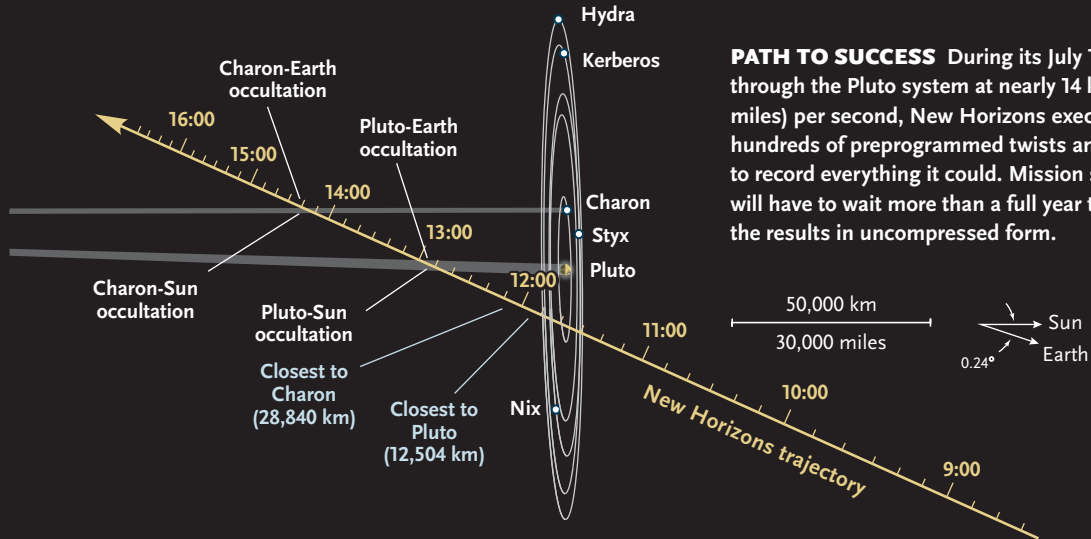 Hydra
Kerberos
Charon-Earth
occultation
Pluto-Earth
occultation
16:00
15:00
14:00
13:00
12:00
11:00
10:00
9:00
Charon
Styx
Pluto
Nix
Charon-Sun
occultation
Pluto-Sun
occultation
Closest to
Charon
(28,840 km)
Closest to
Pluto
(12,504 km)
New Horizons trajectory
PATH TO SUCCESS During its July
through the Pluto system at nearly 14
miles) per second, New Horizons
hundreds of preprogrammed twists
to record everything it could. Mission
will have to wait more than a full year
the results in uncompressed form.
50,000 km
30,000 miles
Sun
Earth
0.24°